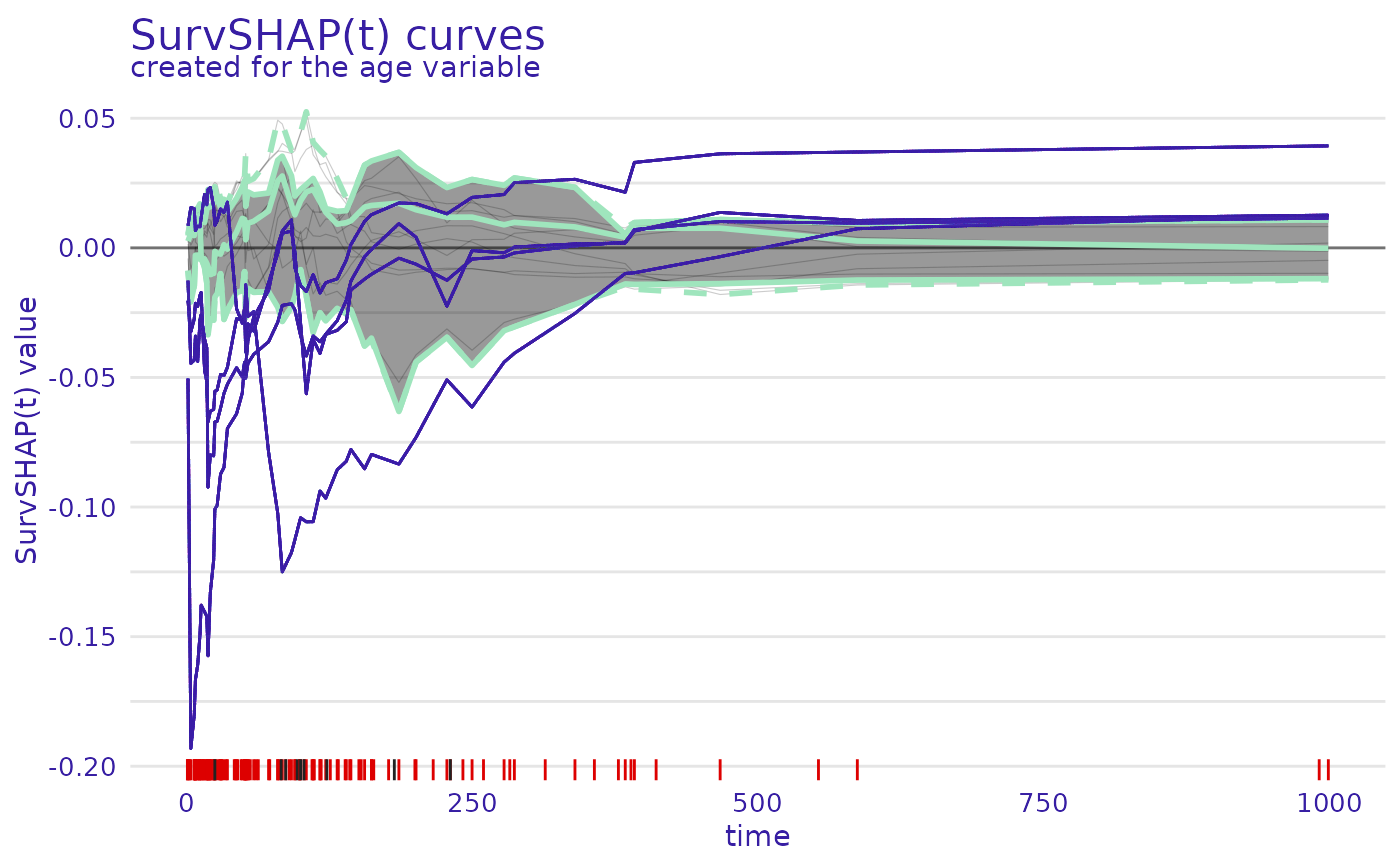 SurvSHAP(t) curves
created for the age variable
SurvSHAP(t) value
0.05
0.00
-0.05
-0.10
-0.15
-0.20
0 250 500 750 1000
time